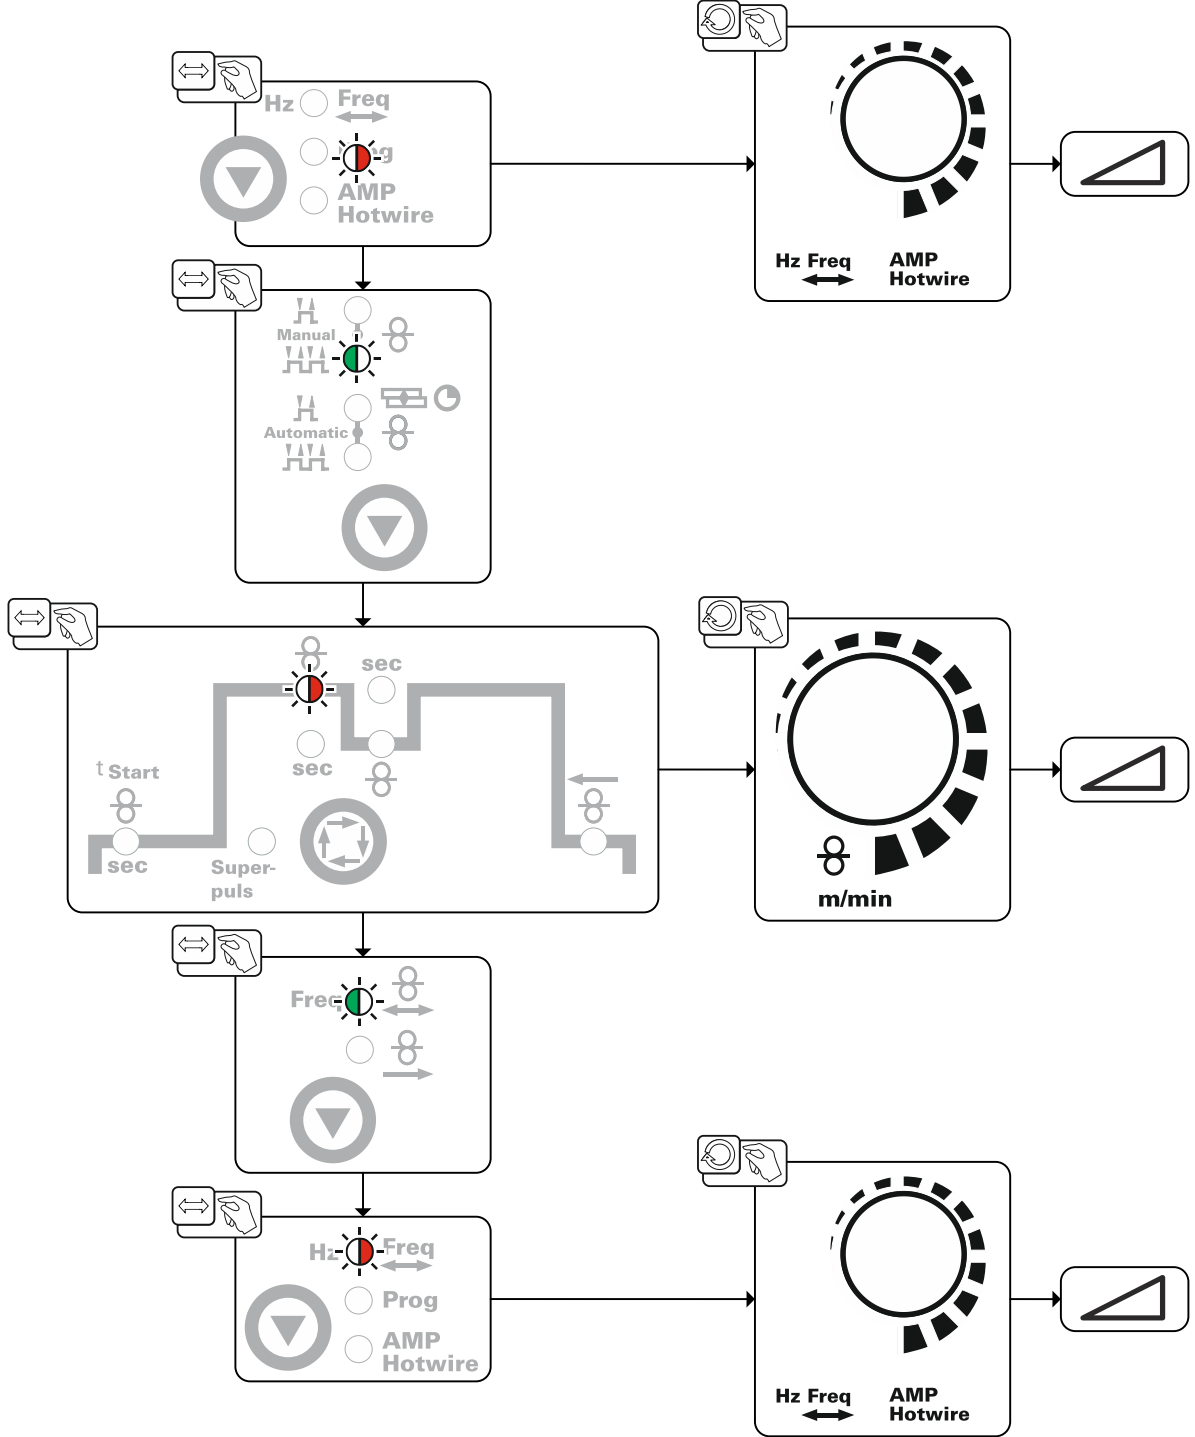 Hz Freq
AMP
Hotwire
Hz Freq
AMP
Hotwire
Manual
Automatic
sec
sec
t Start
sec
Super-
puls
m/min
Freq
Hz Freq
Prog
AMP
Hotwire
Hz Freq
AMP
Hotwire